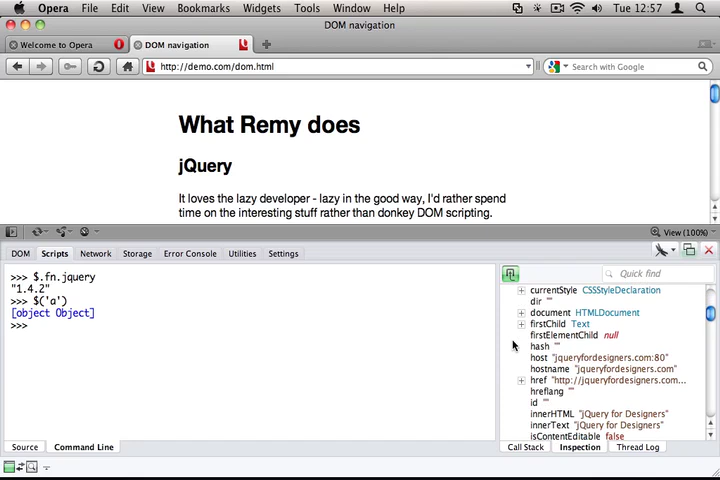 Opera File Edit View Bookmarks Widgets Tools Window Help Tue 12:57
DOM navigation
Welcome to Opera DOM navigation
http://demo.com/dom.html Search with Google
What Remy does
jQuery
It loves the lazy developer - lazy in the good way, I'd rather spend
time on the interesting stuff rather than donkey DOM scripting.
View (100%)
DOM Scripts Network Storage Error Console Utilities Settings
Quick find
>>> $.fn.jquery
"1.4.2"
>>> $('a')
[object Object]
>>>
currentStyle CSSStyleDeclaration
dir ""
document HTMLDocument
firstChild Text
firstElementChild null
hash ""
host "jqueryfordesigners.com:80"
hostname "jqueryfordesigners.com"
href "http://jqueryfordesigners.com...
hreflang ""
id ""
innerHTML "jQuery for Designers"
innerText "jQuery for Designers"
isContentEditable false
Source Command Line
Call Stack Inspection Thread Log